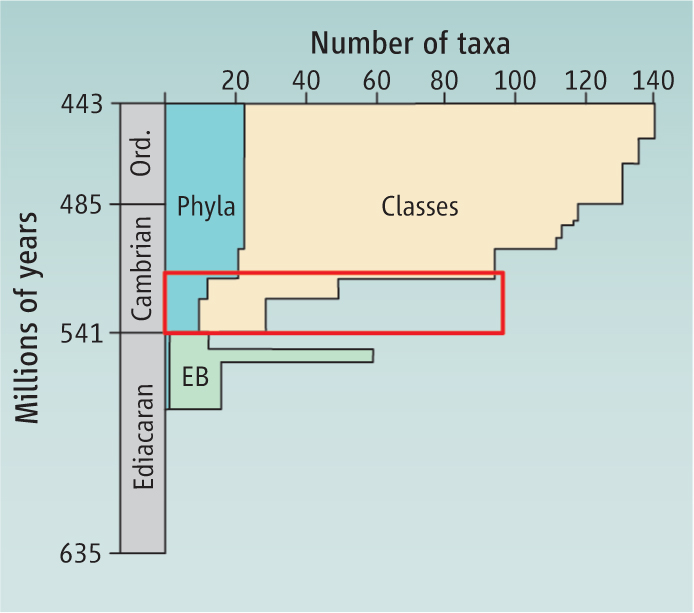 Number of taxa
20 40 60 80 100 120 140
443
Ord.
Phyla
Classes
485
Cambrian
Millions of years
541
EB
Ediacaran
635